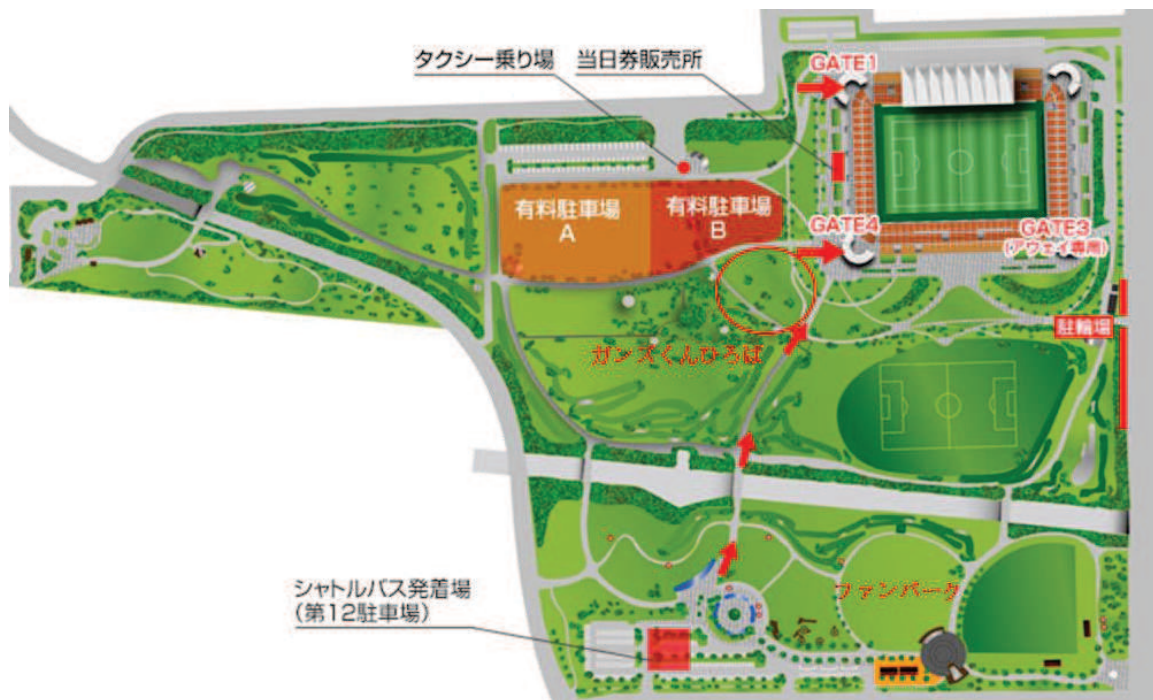 タクシー乗り場
当日券販売所
GATE1
有料駐車場
A
有料駐車場
B
GATE4
GATE3
(アウェイ専用)
駐輪場
ガンズくんひろば
シャトルバス発着場
(第12駐車場)
ファンパーク